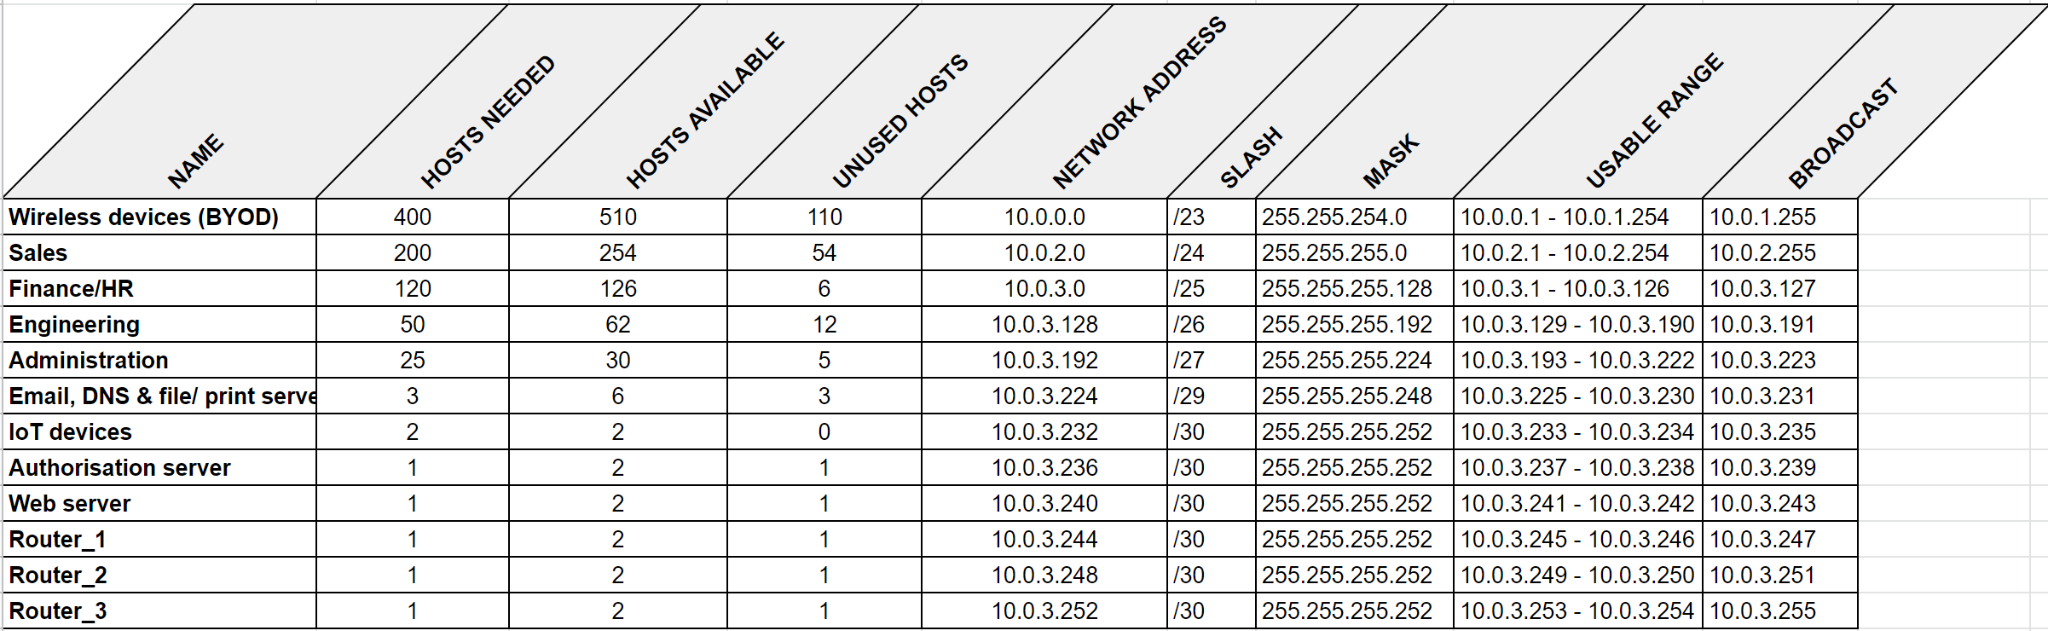 NAME HOSTS NEEDED HOSTS AVAILABLE UNUSED HOSTS NETWORK ADDRESS SLASH MASK USABLE RANGE BROADCAST
Wireless devices (BYOD) 400 510 110 10.0.0.0 /23 255.255.254.0 10.0.0.1 - 10.0.1.254 10.0.1.255
Sales 200 254 54 10.0.2.0 /24 255.255.255.0 10.0.2.1 - 10.0.2.254 10.0.2.255
Finance/HR 120 126 6 10.0.3.0 /25 255.255.255.128 10.0.3.1 - 10.0.3.126 10.0.3.127
Engineering 50 62 12 10.0.3.128 /26 255.255.255.192 10.0.3.129 - 10.0.3.190 10.0.3.191
Administration 25 30 5 10.0.3.192 /27 255.255.255.224 10.0.3.193 - 10.0.3.222 10.0.3.223
Email, DNS & file/ print serve 3 6 3 10.0.3.224 /29 255.255.255.248 10.0.3.225 - 10.0.3.230 10.0.3.231
IoT devices 2 2 0 10.0.3.232 /30 255.255.255.252 10.0.3.233 - 10.0.3.234 10.0.3.235
Authorisation server 1 2 1 10.0.3.236 /30 255.255.255.252 10.0.3.237 - 10.0.3.238 10.0.3.239
Web server 1 2 1 10.0.3.240 /30 255.255.255.252 10.0.3.241 - 10.0.3.242 10.0.3.243
Router_1 1 2 1 10.0.3.244 /30 255.255.255.252 10.0.3.245 - 10.0.3.246 10.0.3.247
Router_2 1 2 1 10.0.3.248 /30 255.255.255.252 10.0.3.249 - 10.0.3.250 10.0.3.251
Router_3 1 2 1 10.0.3.252 /30 255.255.255.252 10.0.3.253 - 10.0.3.254 10.0.3.255